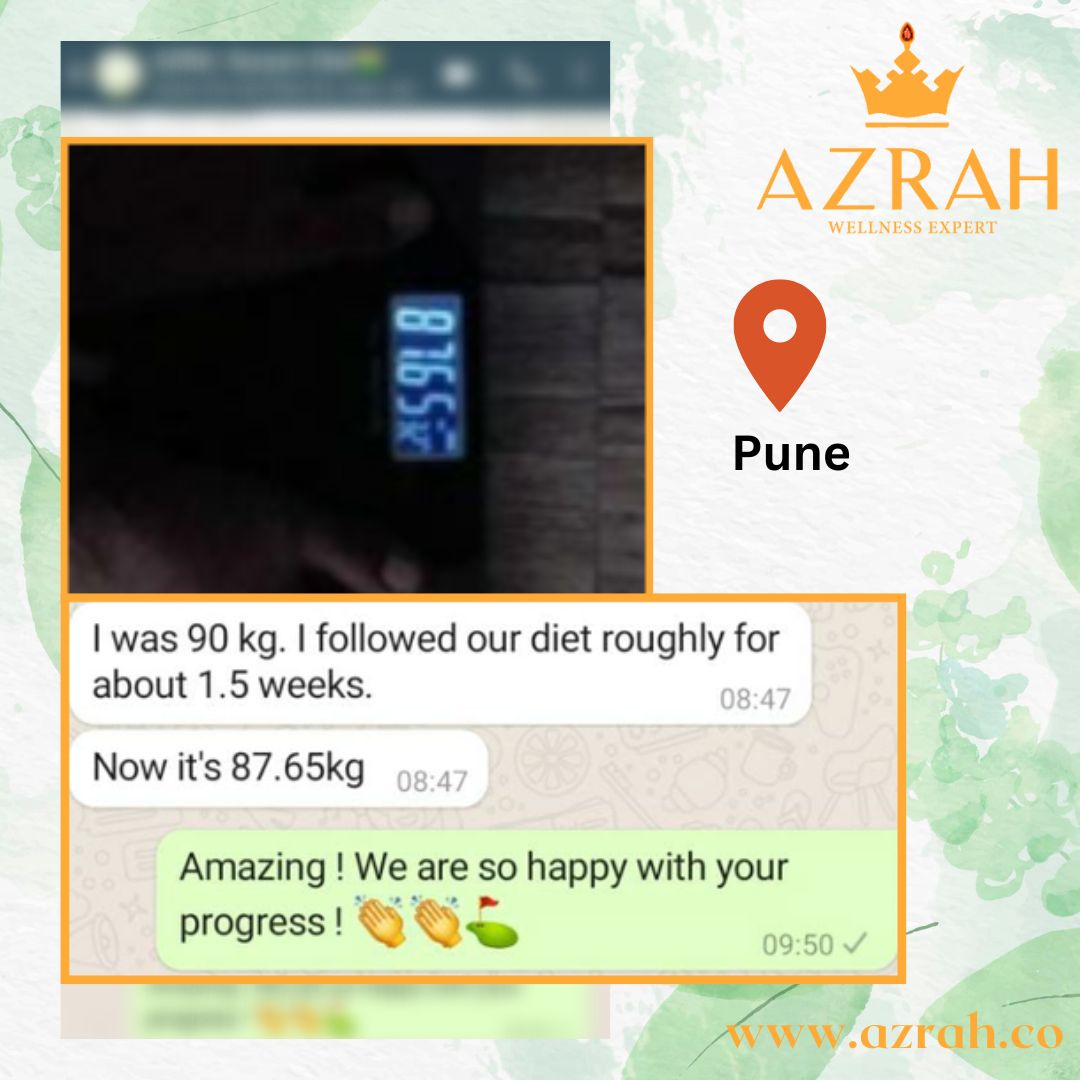 AZRAH
WELLNESS EXPERT
Pune
8765
I was 90 kg. I followed our diet roughly for
about 1.5 weeks.
08:47
Now it's 87.65kg
08:47
Amazing ! We are so happy with your
progress ! 👏👏⛳
09:50
www.azrah.co